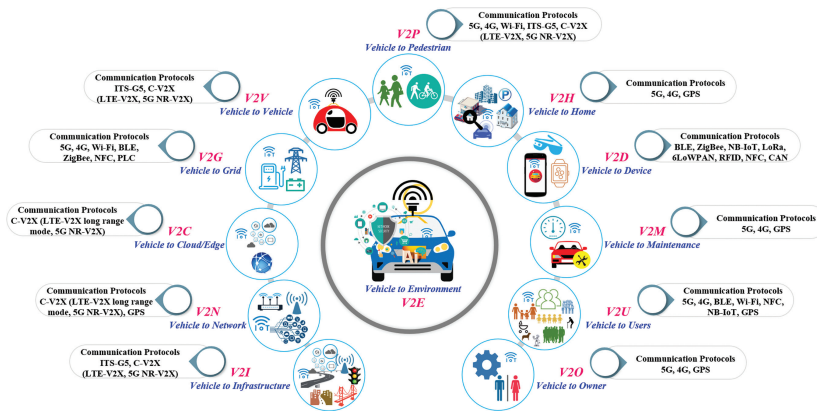 V2P
Vehicle to Pedestrian
Communication Protocols
5G, 4G, Wi-Fi, ITS-G5, C-V2X
(LTE-V2X, 5G NR-V2X)
Communication Protocols
ITS-G5, C-V2X
(LTE-V2X, 5G NR-V2X)
V2V
Vehicle to Vehicle
V2H
Vehicle to Home
Communication Protocols
5G, 4G, GPS
Communication Protocols
5G, 4G, Wi-Fi, BLE,
ZigBee, NFC, PLC
V2G
Vehicle to Grid
V2D
Vehicle to Device
Communication Protocols
BLE, ZigBee, NB-IoT, LoRa,
6LoWPAN, RFID, NFC, CAN
Communication Protocols
C-V2X (LTE-V2X long range
mode, 5G NR-V2X)
V2C
Vehicle to Cloud/Edge
V2M
Vehicle to Maintenance
Communication Protocols
5G, 4G, GPS
AI
Vehicle to Environment
V2E
Communication Protocols
C-V2X (LTE-V2X long range
mode, 5G NR-V2X), GPS
V2N
Vehicle to Network
V2U
Vehicle to Users
Communication Protocols
5G, 4G, BLE, Wi-Fi, NFC,
NB-IoT, GPS
Communication Protocols
ITS-G5, C-V2X
(LTE-V2X, 5G NR-V2X)
V2I
Vehicle to Infrastructure
V2O
Vehicle to Owner
Communication Protocols
5G, 4G, GPS